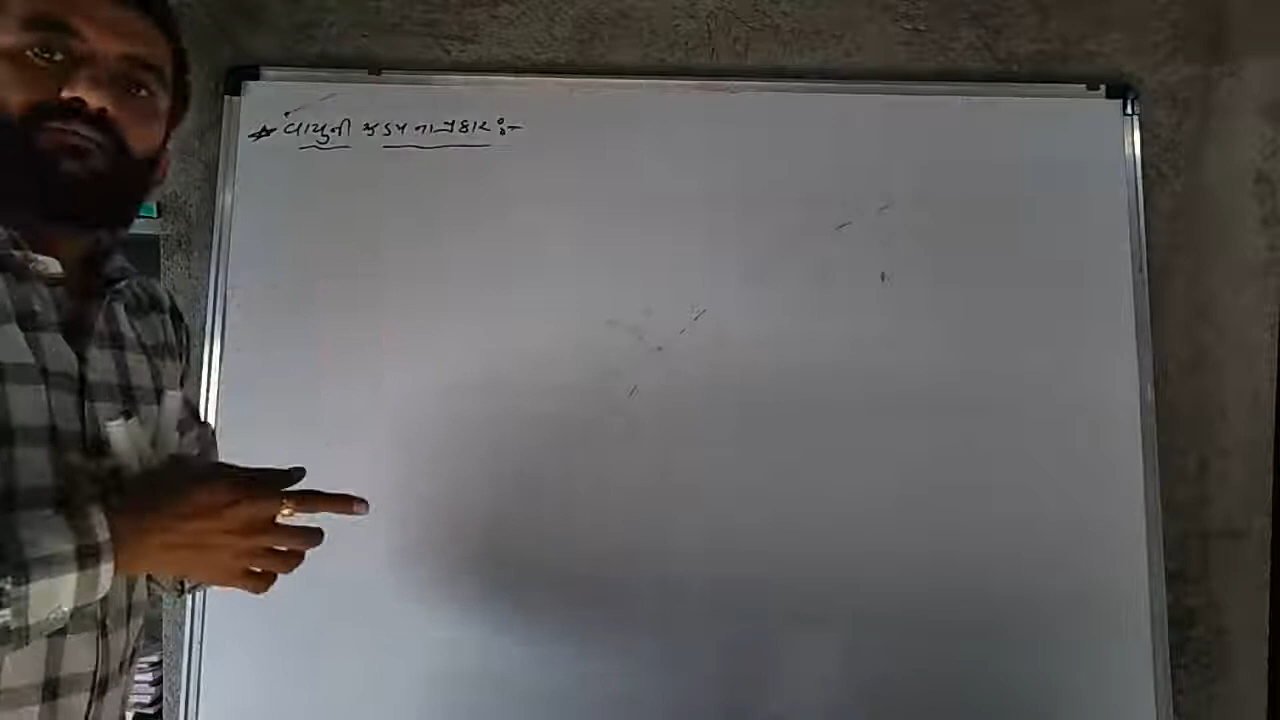 * વાયુની ઝડપ ના પ્રકાર :-